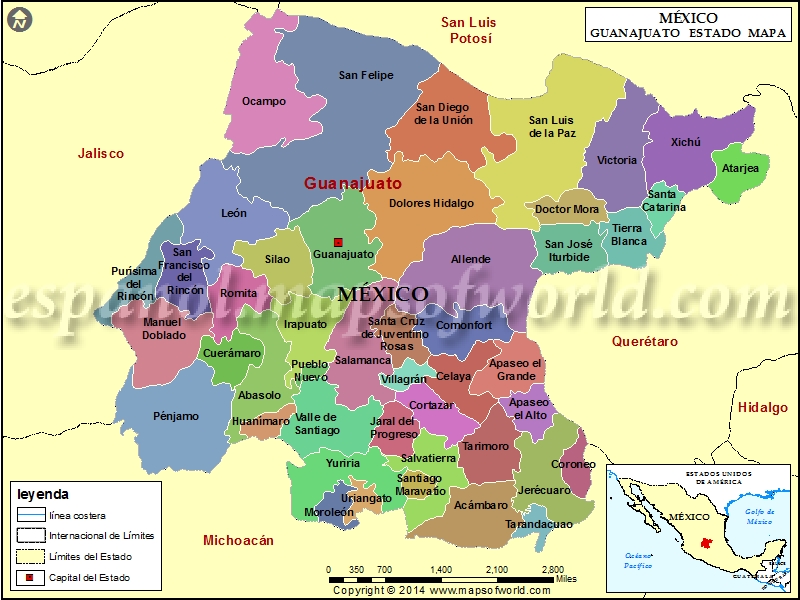 N
MÉXICO
GUANAJUATO ESTADO MAPA
San Luis
Potosí
San Felipe
Ocampo
San Diego
de la Unión
San Luis
de la Paz
Xichú
Jalisco
Victoria
Atarjea
Guanajuato
Santa
Catarina
Dolores Hidalgo
León
Doctor Mora
Tierra
Blanca
San José
Iturbide
Guanajuato
San
Francisco
del
Rincón
Silao
Allende
Purísima
del
Rincón
Romita
MÉXICO
español.mapsofworld.com
Manuel
Doblado
Irapuato
Santa Cruz
de Juventino
Rosas
Comonfort
Querétaro
Cuerámaro
Salamanca
Pueblo
Nuevo
Villagrán
Celaya
Apaseo el
Grande
Abasolo
Cortazar
Apaseo
el Alto
Hidalgo
Pénjamo
Huanímaro
Valle de
Santiago
Jaral del
Progreso
Tarimoro
Salvatierra
Yuriria
Coroneo
Santiago
Maravatío
Jerécuaro
Uriangato
Moroleón
Acámbaro
Tarandacuao
Michoacán
leyenda
línea costera
Internacional de Límites
Límites del Estado
Capital del Estado
0 350 700 1,400 2,100 2,800
Miles
Copyright © 2014 www.mapsofworld.com
ESTADOS UNIDOS
DE AMÉRICA
MÉXICO
Golfo de
México
Océano
Pacífico
BELICE
GUATEMALA